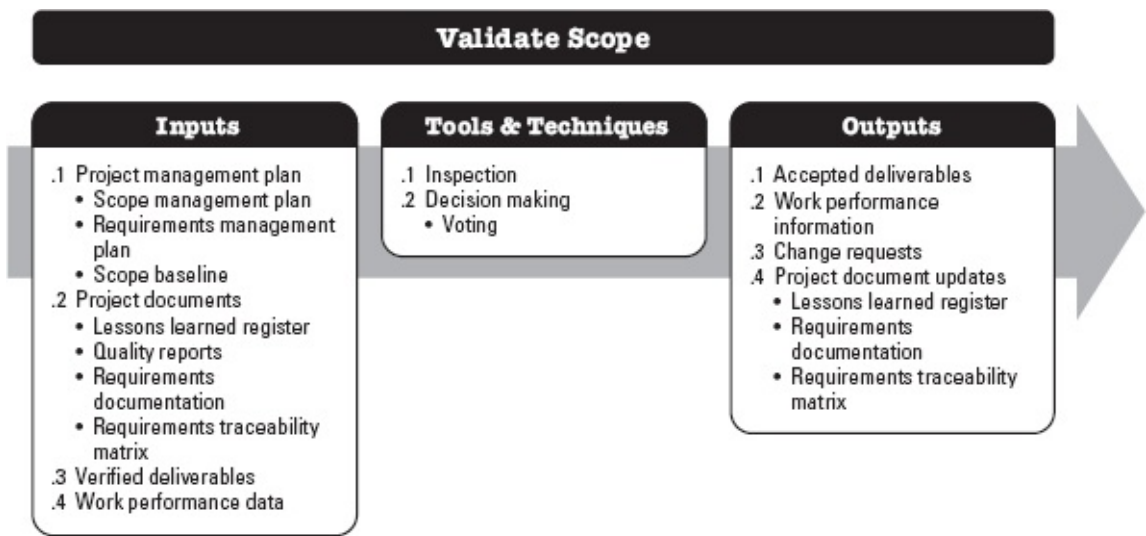 Validate Scope
Inputs
.1 Project management plan
• Scope management plan
• Requirements management
plan
• Scope baseline
.2 Project documents
• Lessons learned register
• Quality reports
• Requirements
documentation
• Requirements traceability
matrix
.3 Verified deliverables
.4 Work performance data
Tools & Techniques
.1 Inspection
.2 Decision making
• Voting
Outputs
.1 Accepted deliverables
.2 Work performance
information
.3 Change requests
.4 Project document updates
• Lessons learned register
• Requirements
documentation
• Requirements traceability
matrix